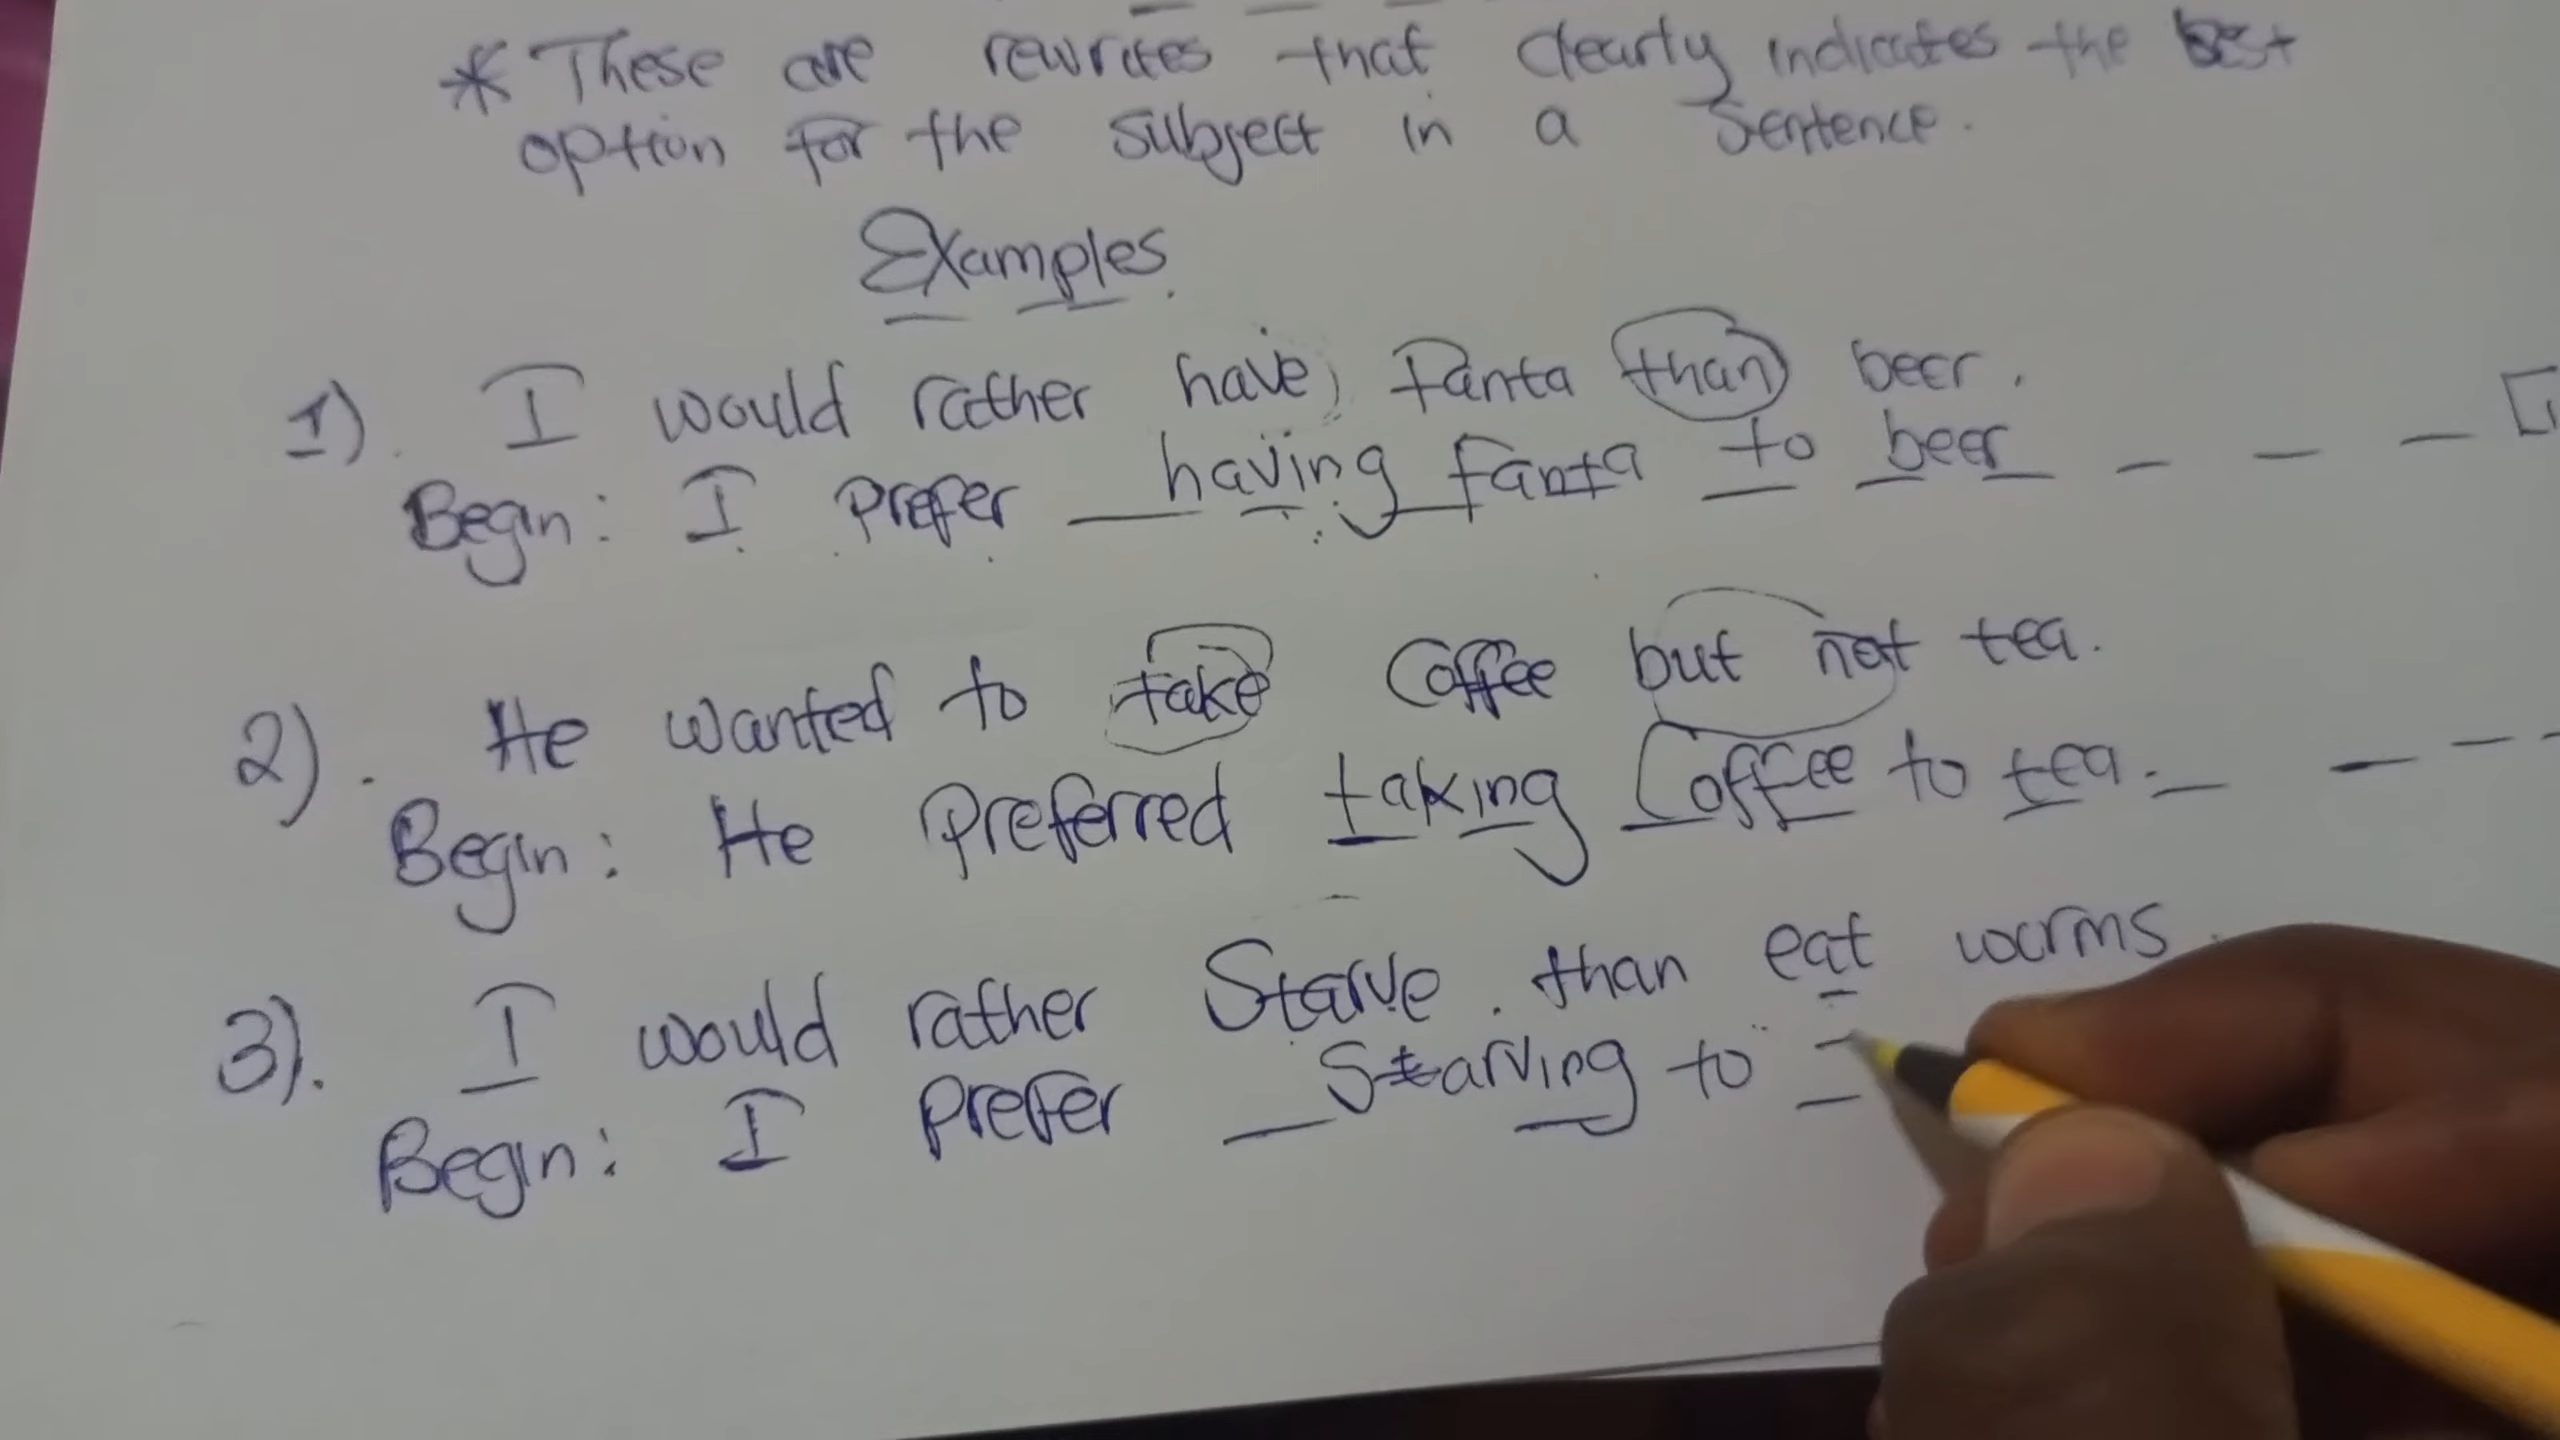 * These are rewrites that clearly indicates the best
option for the subject in a sentence.
Examples.
1). I would rather have Fanta than beer.
Begin: I prefer having Fanta to beer
2). He wanted to take Coffee but not tea.
Begin: He preferred taking Coffee to tea.
3). I would rather Starve than eat worms.
Begin: I prefer Starving to